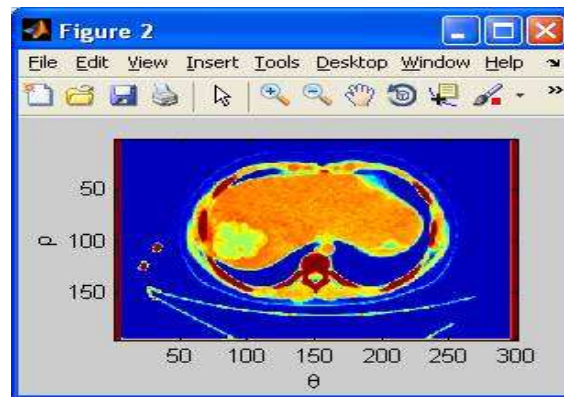 Figure 2
File Edit View Insert Tools Desktop Window Help
50
ρ 100
150
50 100 150 200 250 300
θ